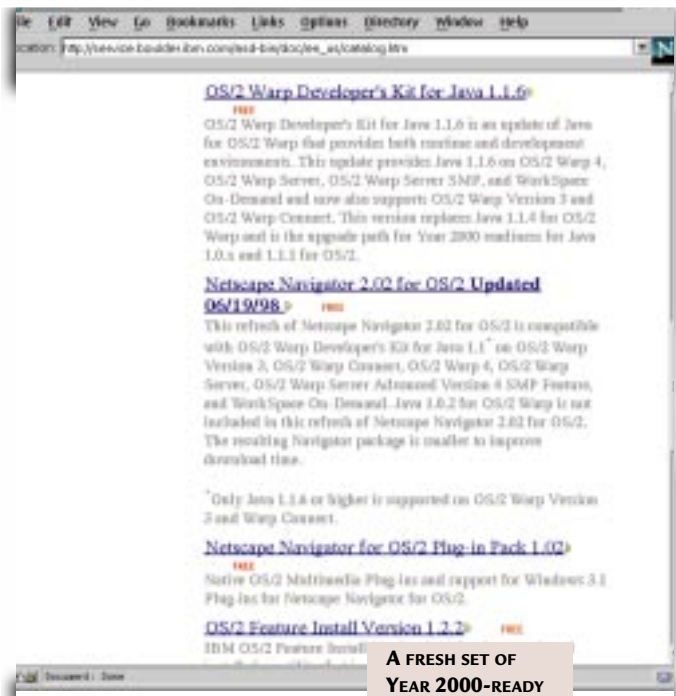 ile Edit View Go Bookmarks Links Options Directory Window Help
ocation: http://service.boulder.ibm.com/asd-bin/doc/en_us/catalog.htm
N
OS/2 Warp Developer's Kit for Java 1.1.6
FREE
OS/2 Warp Developer's Kit for Java 1.1.6 is an update of Java
for OS/2 Warp that provides both runtime and development
environments. This update provides Java 1.1.6 on OS/2 Warp 4,
OS/2 Warp Server, OS/2 Warp Server SMP, and WorkSpace
On-Demand and now also supports OS/2 Warp Version 3 and
OS/2 Warp Connect. This version replaces Java 1.1.4 for OS/2
Warp and is the upgrade path for Year 2000 readiness for Java
1.0.x and 1.1.1 for OS/2.
Netscape Navigator 2.02 for OS/2 Updated
06/19/98 FREE
This refresh of Netscape Navigator 2.02 for OS/2 is compatible
with OS/2 Warp Developer's Kit for Java 1.1* on OS/2 Warp
Version 3, OS/2 Warp Connect, OS/2 Warp 4, OS/2 Warp
Server, OS/2 Warp Server Advanced Version 4 SMP Feature,
and WorkSpace On-Demand. Java 1.0.2 for OS/2 Warp is not
included in this refresh of Netscape Navigator 2.02 for OS/2.
The resulting Navigator package is smaller to improve
download time.
*Only Java 1.1.6 or higher is supported on OS/2 Warp Version
3 and Warp Connect.
Netscape Navigator for OS/2 Plug-in Pack 1.02
FREE
Native OS/2 Multimedia Plug-ins and support for Windows 3.1
Plug-ins for Netscape Navigator for OS/2.
OS/2 Feature Install Version 1.2.2 FREE
IBM OS/2 Feature Install
Document: Done
A FRESH SET OF
YEAR 2000-READY